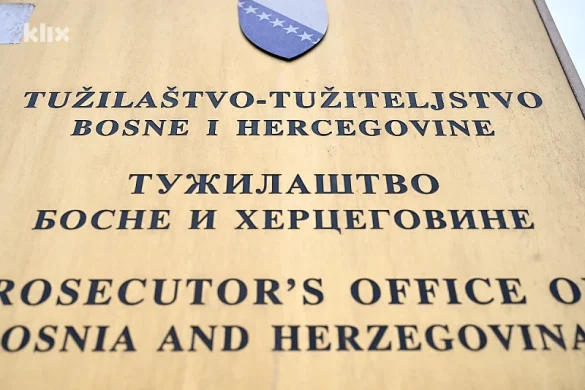 klix
TUŽILAŠTVO-TUŽITELJSTVO
BOSNE I HERCEGOVINE
ТУЖИЛАШТВО
БОСНЕ И ХЕРЦЕГОВИНЕ
ROSECUTOR'S OFFICE O
OSNIA AND HERZEGOVINA